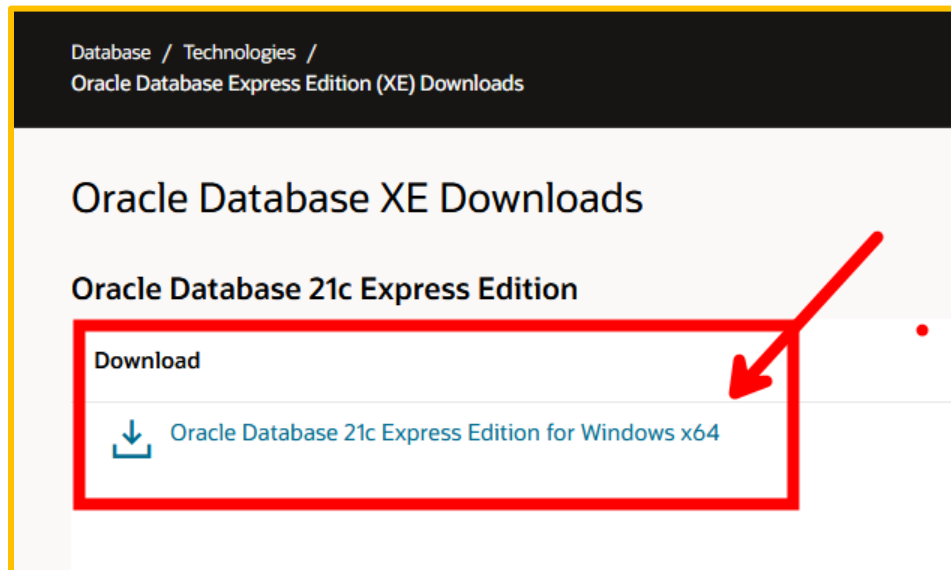 Database / Technologies /
Oracle Database Express Edition (XE) Downloads
Oracle Database XE Downloads
Oracle Database 21c Express Edition
Download
Oracle Database 21c Express Edition for Windows x64